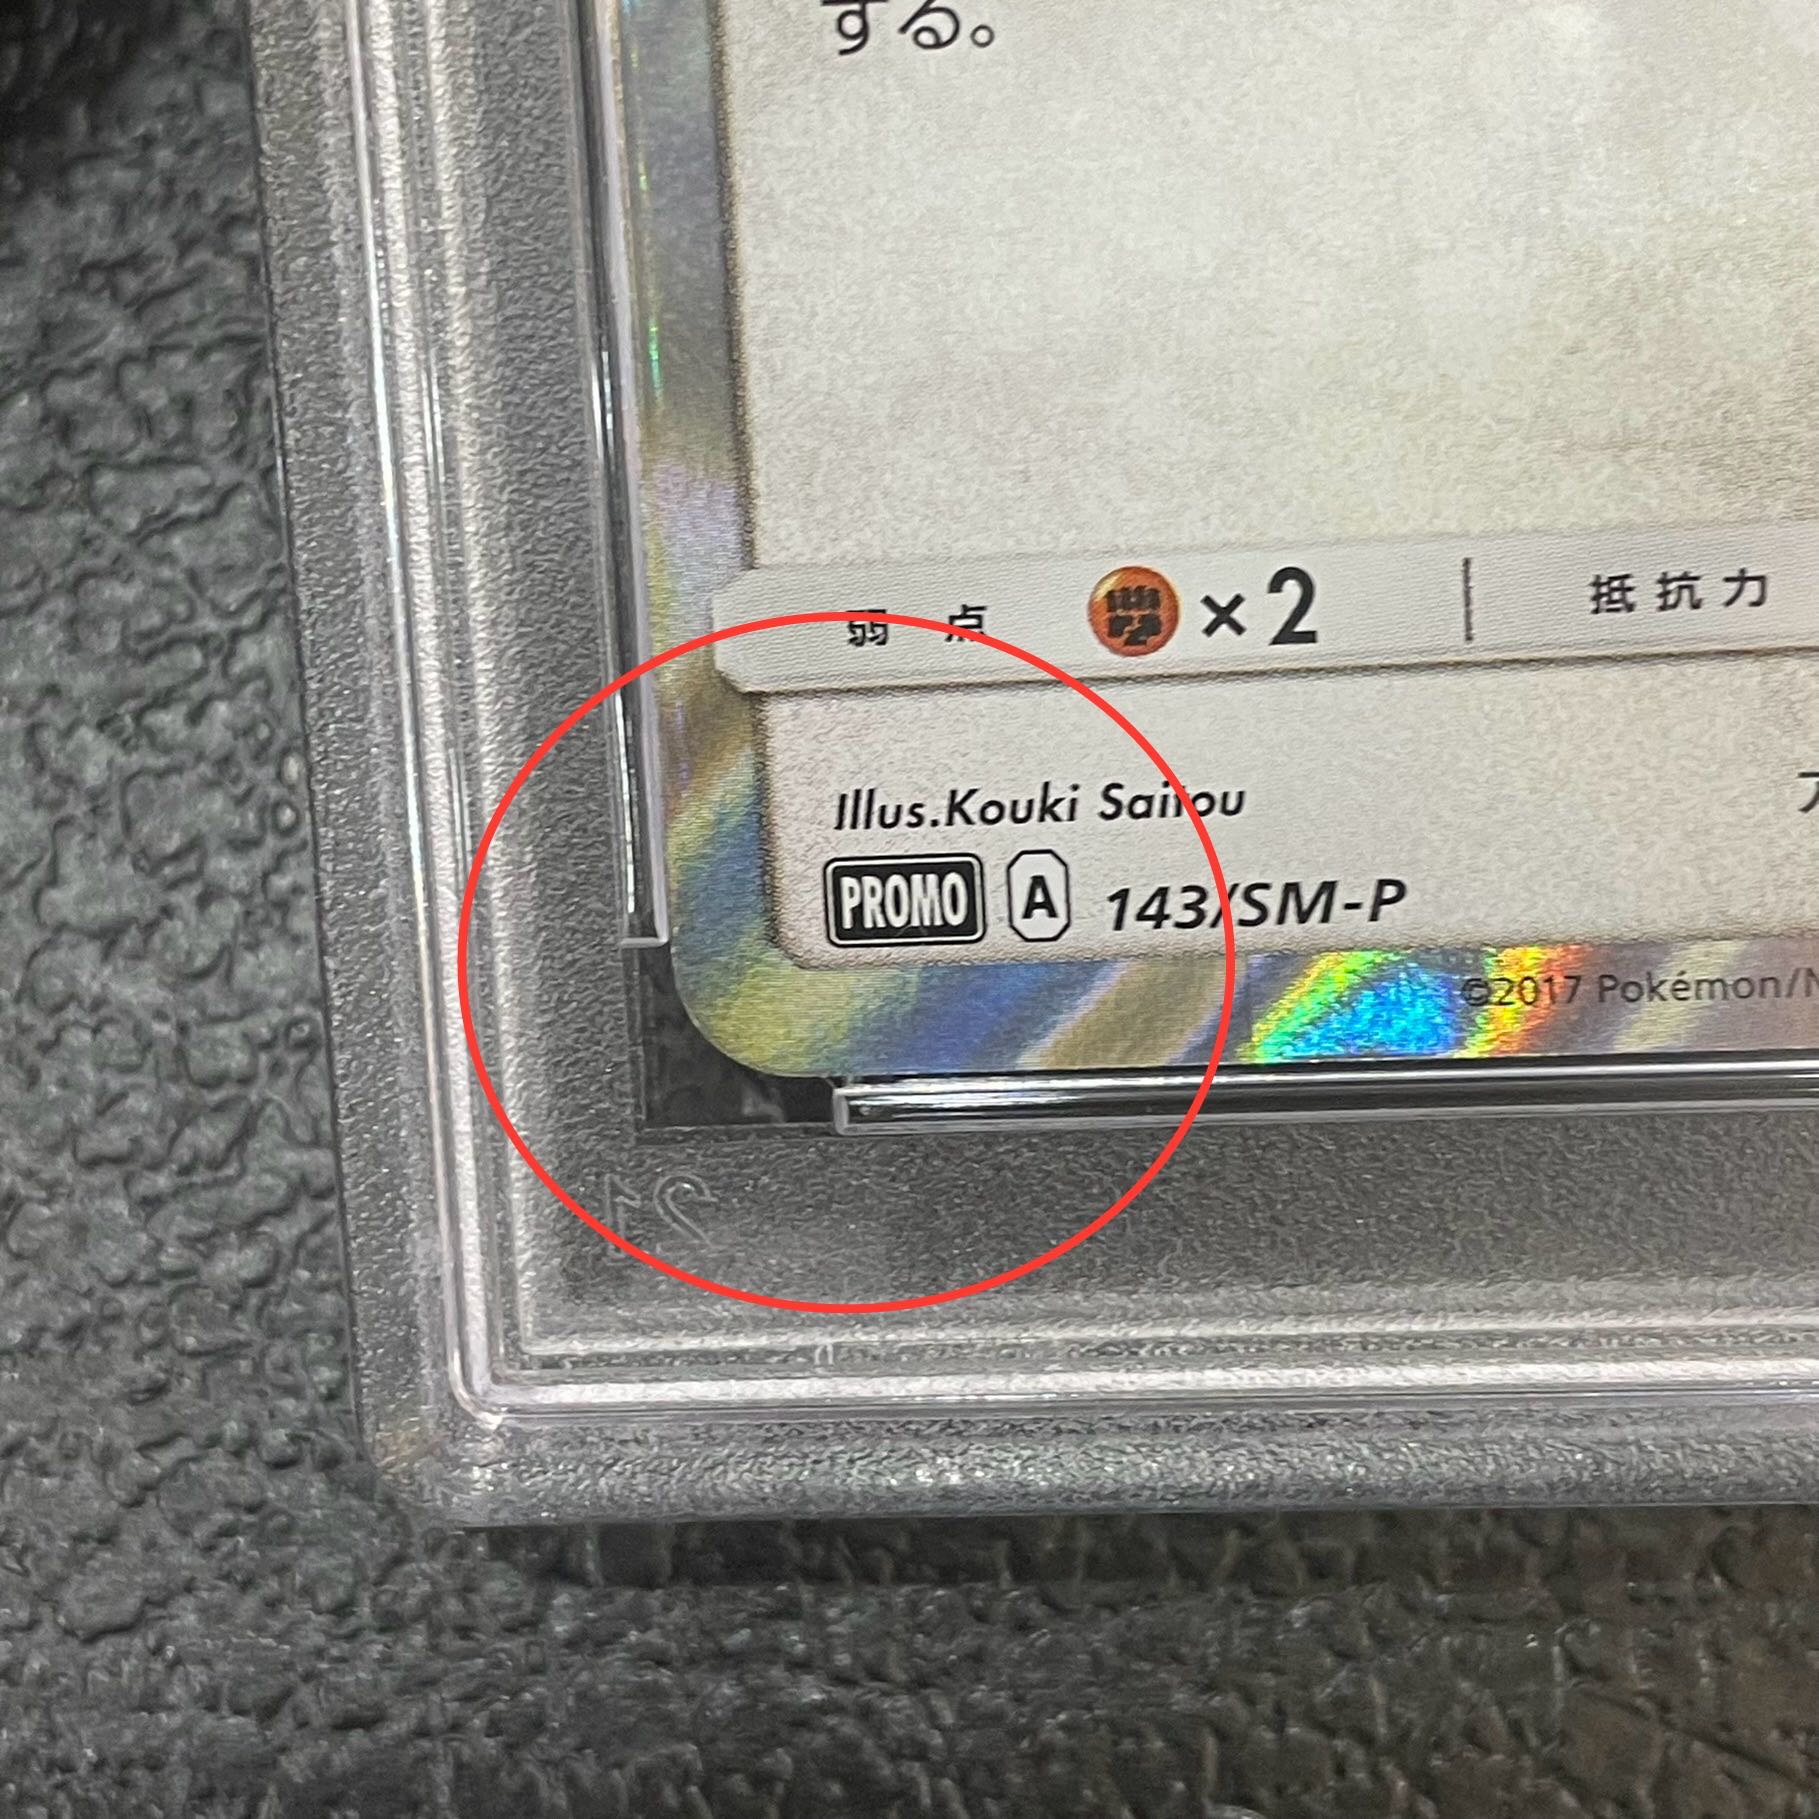 する。
弱点 ×2 抵抗力
Illus.Kouki Saitou
PROMO A 143/SM-P
©2017 Pokémon/